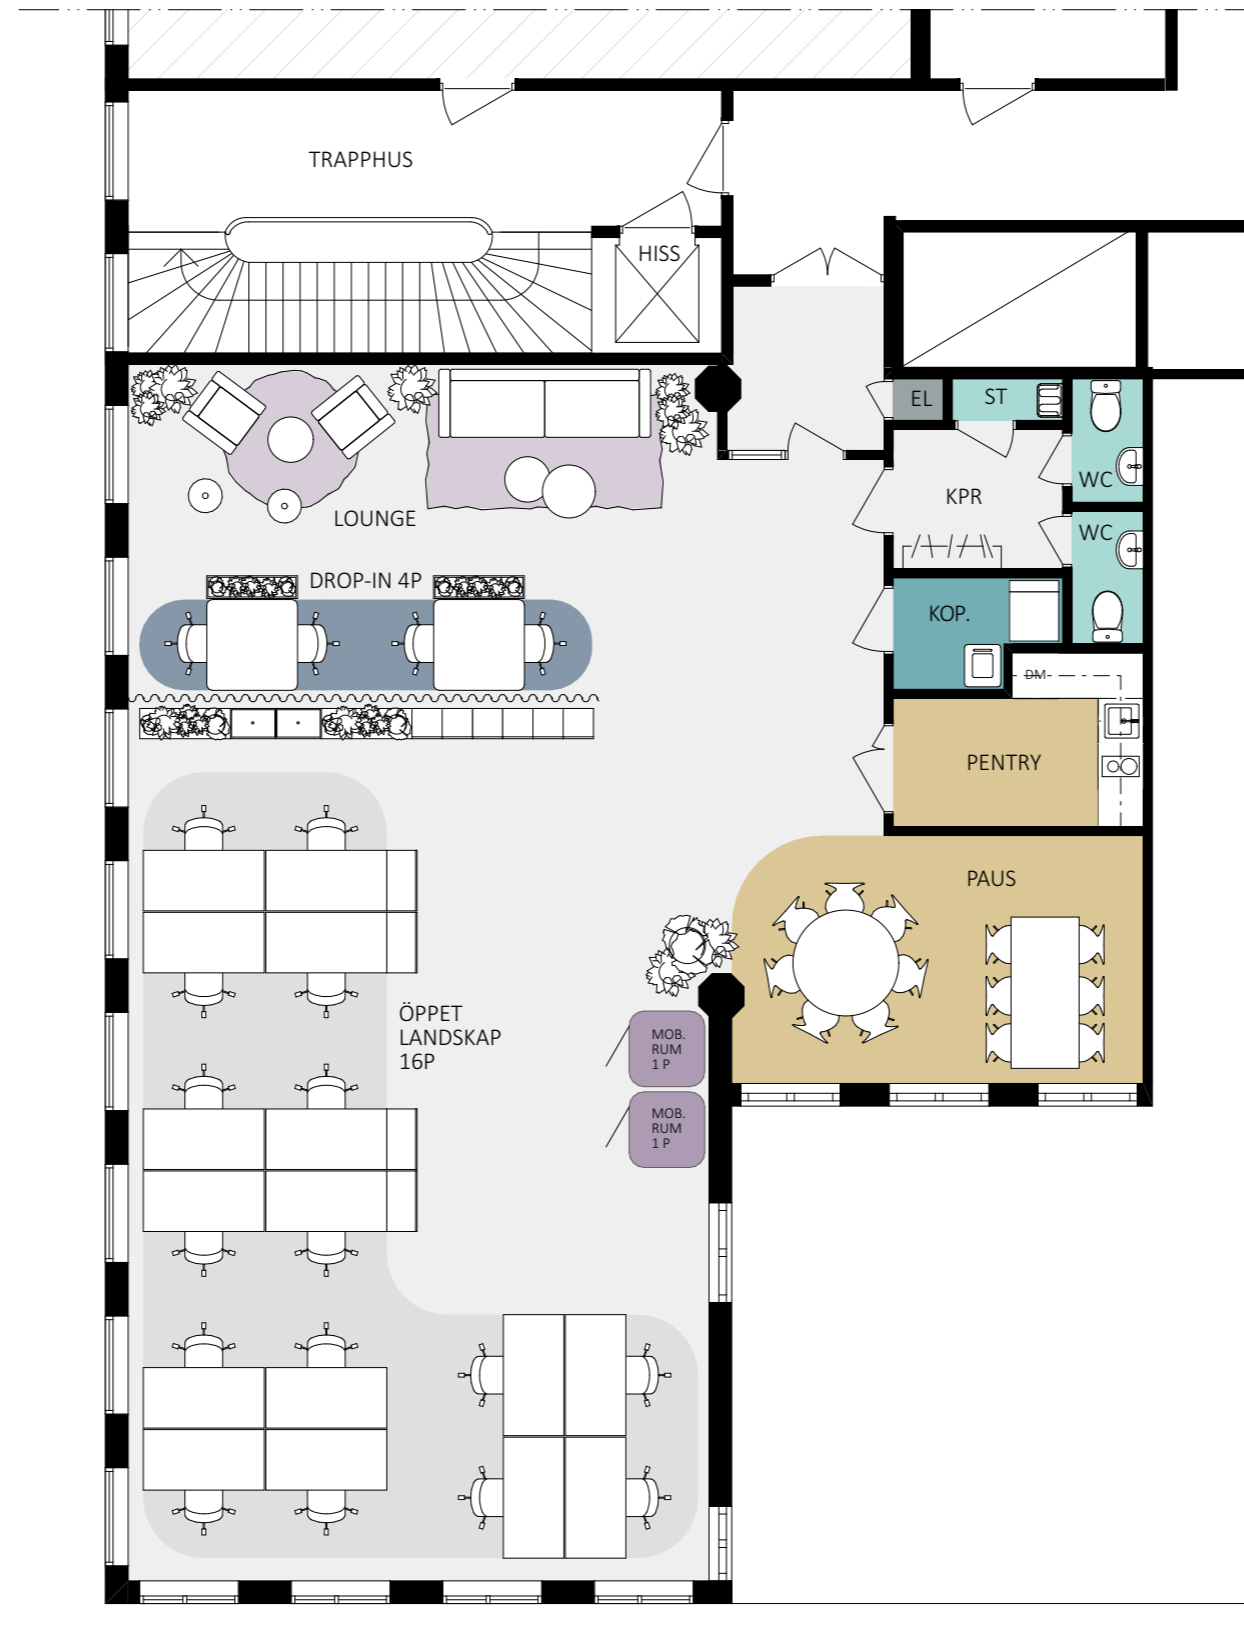 TRAPPHUS
HISS
EL
ST
WC
KPR
LOUNGE
WC
DROP-IN 4P
KOP.
DM
PENTRY
PAUS
ÖPPET
LANDSKAP
16P
MOB.
RUM
1 P
MOB.
RUM
1 P